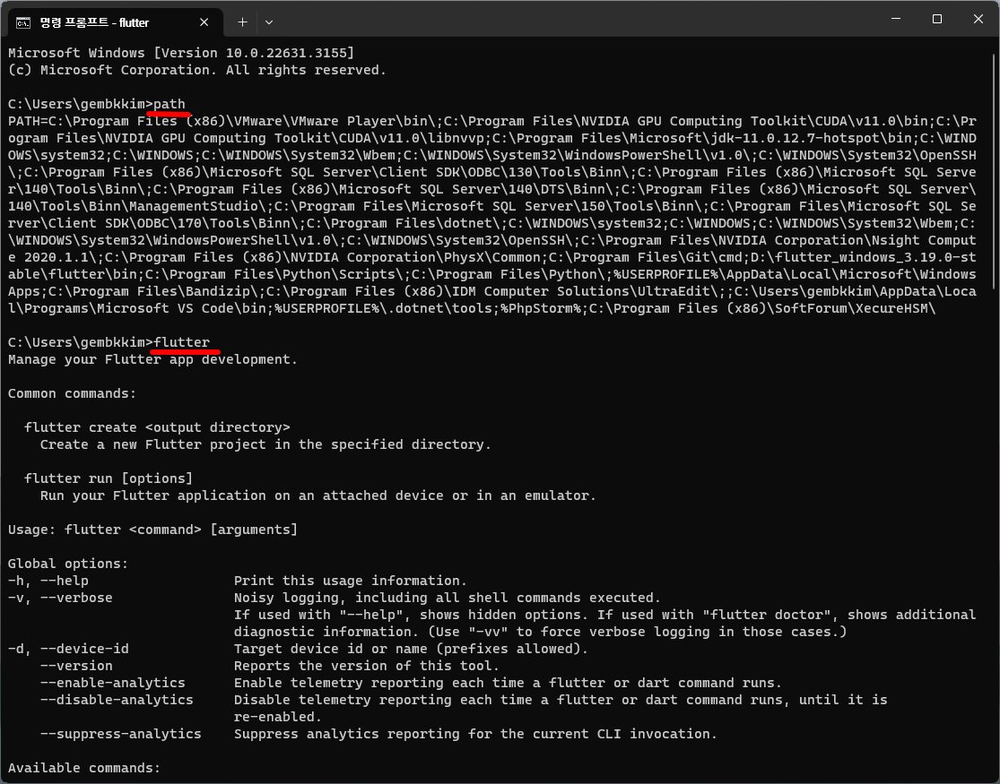 명령 프롬프트 - flutter
Microsoft Windows [Version 10.0.22631.3155]
(c) Microsoft Corporation. All rights reserved.
C:\Users\gembkkim>path
PATH=C:\Program Files (x86)\VMware\VMware Player\bin\;C:\Program Files\NVIDIA GPU Computing Toolkit\CUDA\v11.0\bin;C:\Pr
ogram Files\NVIDIA GPU Computing Toolkit\CUDA\v11.0\libnvvp;C:\Program Files\Microsoft\jdk-11.0.12.7-hotspot\bin;C:\WIND
OWS\system32;C:\WINDOWS;C:\WINDOWS\System32\Wbem;C:\WINDOWS\System32\WindowsPowerShell\v1.0\;C:\WINDOWS\System32\OpenSSH
\;C:\Program Files (x86)\Microsoft SQL Server\Client SDK\ODBC\130\Tools\Binn\;C:\Program Files (x86)\Microsoft SQL Serve
r\140\Tools\Binn\;C:\Program Files (x86)\Microsoft SQL Server\140\DTS\Binn\;C:\Program Files (x86)\Microsoft SQL Server\
140\Tools\Binn\ManagementStudio\;C:\Program Files\Microsoft SQL Server\150\Tools\Binn\;C:\Program Files\Microsoft SQL Se
rver\Client SDK\ODBC\170\Tools\Binn\;C:\Program Files\dotnet\;C:\WINDOWS\system32;C:\WINDOWS;C:\WINDOWS\System32\Wbem;C:
\WINDOWS\System32\WindowsPowerShell\v1.0\;C:\WINDOWS\System32\OpenSSH\;C:\Program Files\NVIDIA Corporation\Nsight Comput
e 2020.1.1\;C:\Program Files (x86)\NVIDIA Corporation\PhysX\Common;C:\Program Files\Git\cmd;D:\flutter_windows_3.19.0-st
able\flutter\bin;C:\Program Files\Python\Scripts\;C:\Program Files\Python\;%USERPROFILE%\AppData\Local\Microsoft\Windows
Apps;C:\Program Files\Bandizip\;C:\Program Files (x86)\IDM Computer Solutions\UltraEdit\;;C:\Users\gembkkim\AppData\Loca
l\Programs\Microsoft VS Code\bin;%USERPROFILE%\.dotnet\tools;%PhpStorm%;C:\Program Files (x86)\SoftForum\XecureHSM\
C:\Users\gembkkim>flutter
Manage your Flutter app development.
Common commands:
flutter create <output directory>
Create a new Flutter project in the specified directory.
flutter run [options]
Run your Flutter application on an attached device or in an emulator.
Usage: flutter <command> [arguments]
Global options:
-h, --help Print this usage information.
-v, --verbose Noisy logging, including all shell commands executed.
If used with "--help", shows hidden options. If used with "flutter doctor", shows additional
diagnostic information. (Use "-vv" to force verbose logging in those cases.)
-d, --device-id Target device id or name (prefixes allowed).
--version Reports the version of this tool.
--enable-analytics Enable telemetry reporting each time a flutter or dart command runs.
--disable-analytics Disable telemetry reporting each time a flutter or dart command runs, until it is
re-enabled.
--suppress-analytics Suppress analytics reporting for the current CLI invocation.
Available commands: